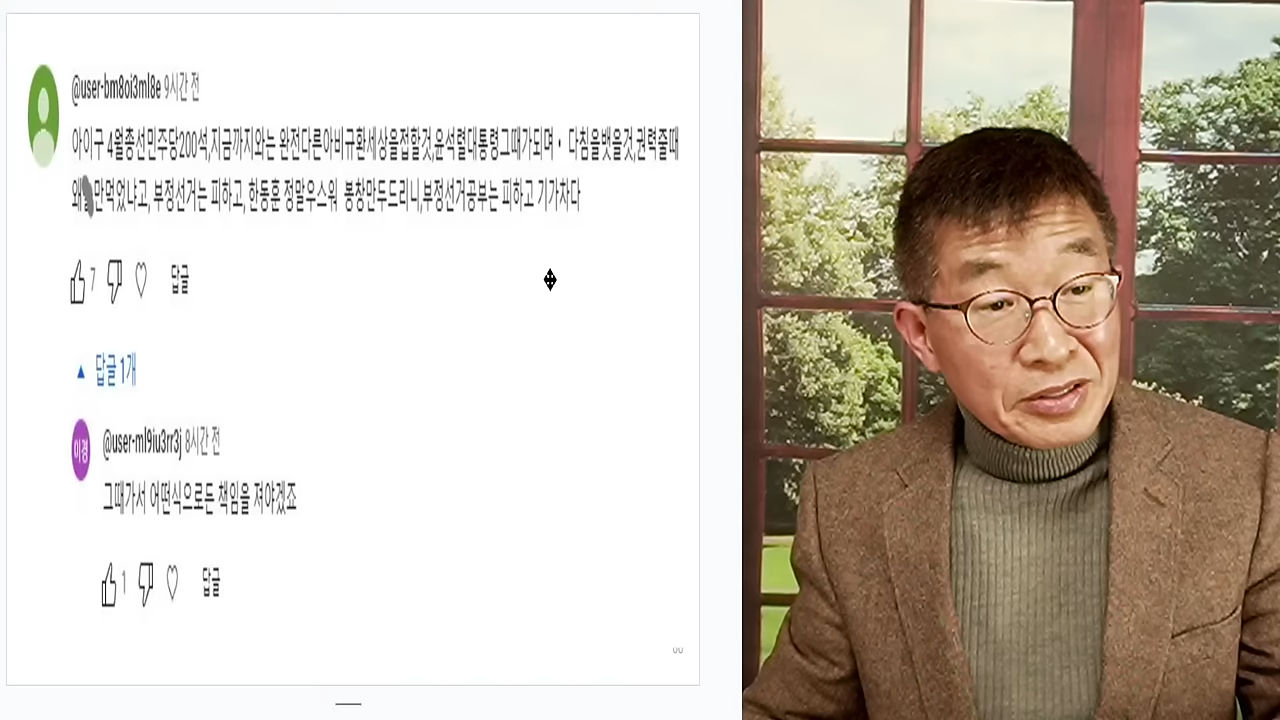 @user-bm8oi3ml8e 9시간 전
아이구 4월총선민주당200석,지금까지와는 완전다른아비규환세상을접할것,윤석렬대통령그때가되며· 다침을뱃을것,권력줄때
만먹었냐고, 부정선거는 피하고, 한동훈 정말우스워 봉창만두드리니,부정선거공부는 피하고 기가차다
7 답글
답글 1개
이경
@user-ml9iu3rr3j 8시간 전
그때가서 어떤식으로든 책임을 져야겠죠
1 답글